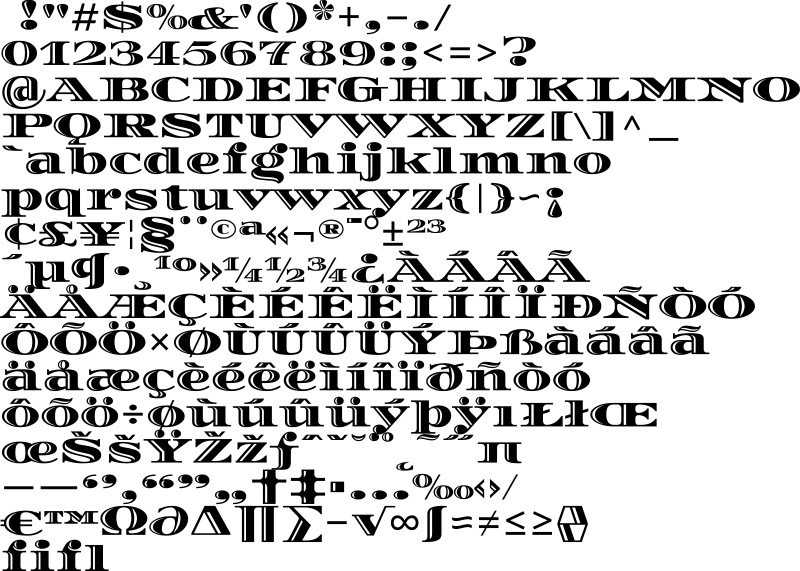 !"#$%&'()*+,-./
0123456789:;<=>?
@ABCDEFGHIJKLMNO
PQRSTUVWXYZ[\]^_
`abcdefghijklmno
pqrstuvwxyz{|}~¡
¢£¥¦§¨©ª«¬®¯°±²³
´µ¶·¸¹º»¼½¾¿ÀÁÂÃ
ÄÅÆÇÈÉÊËÌÍÎÏÐÑÒÓ
ÔÕÖ×ØÙÚÛÜÝÞßàáâã
äåæçèéêëìíîïðñòó
ôõö÷øùúûüýþÿıŁłŒ
œŠšŸŽžƒˆˇ˘˙˚˛˜˝π
–—‘’‚“”„†‡•…‰‹›⁄
€™Ω∂∆∏∑−√∞∫≈≠≤≥◊
fifl